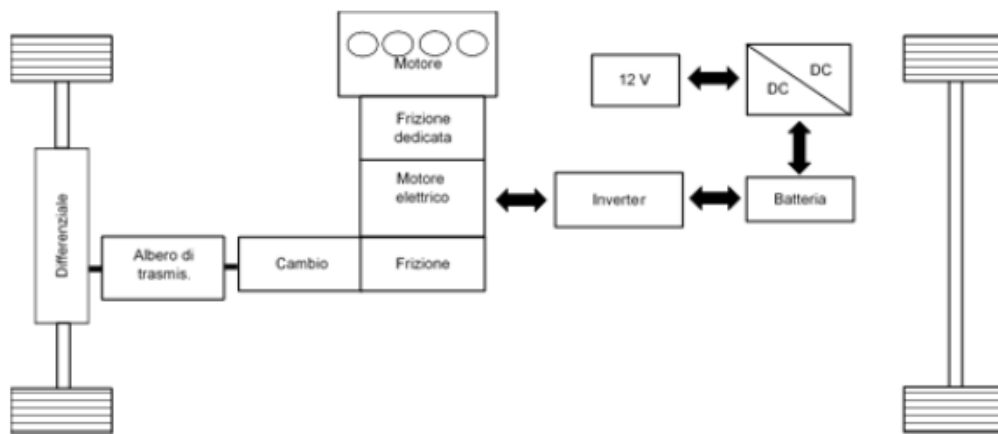 Motore
Frizione
dedicata
Motore
elettrico
Frizione
Cambio
Albero di
trasmis.
Differenziale
Inverter
Batteria
12 V
DC
DC